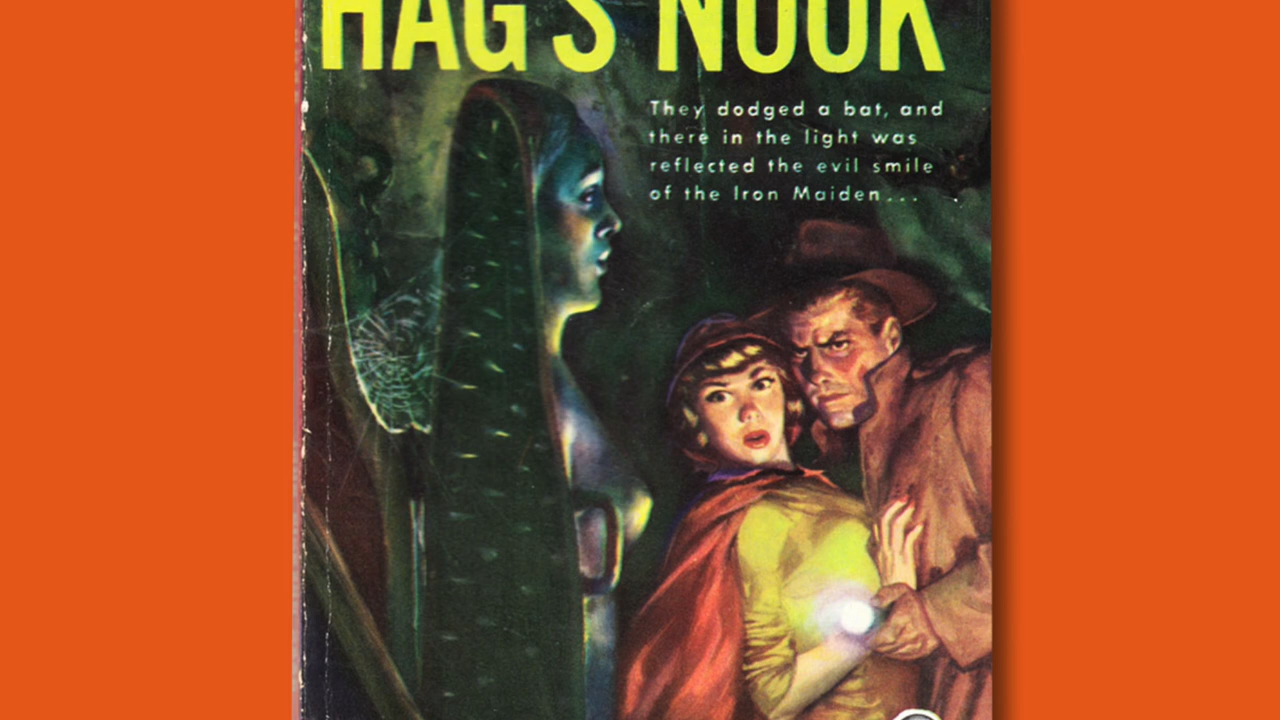 HAG'S NOOK
They dodged a bat, and
there in the light was
reflected the evil smile
of the Iron Maiden...